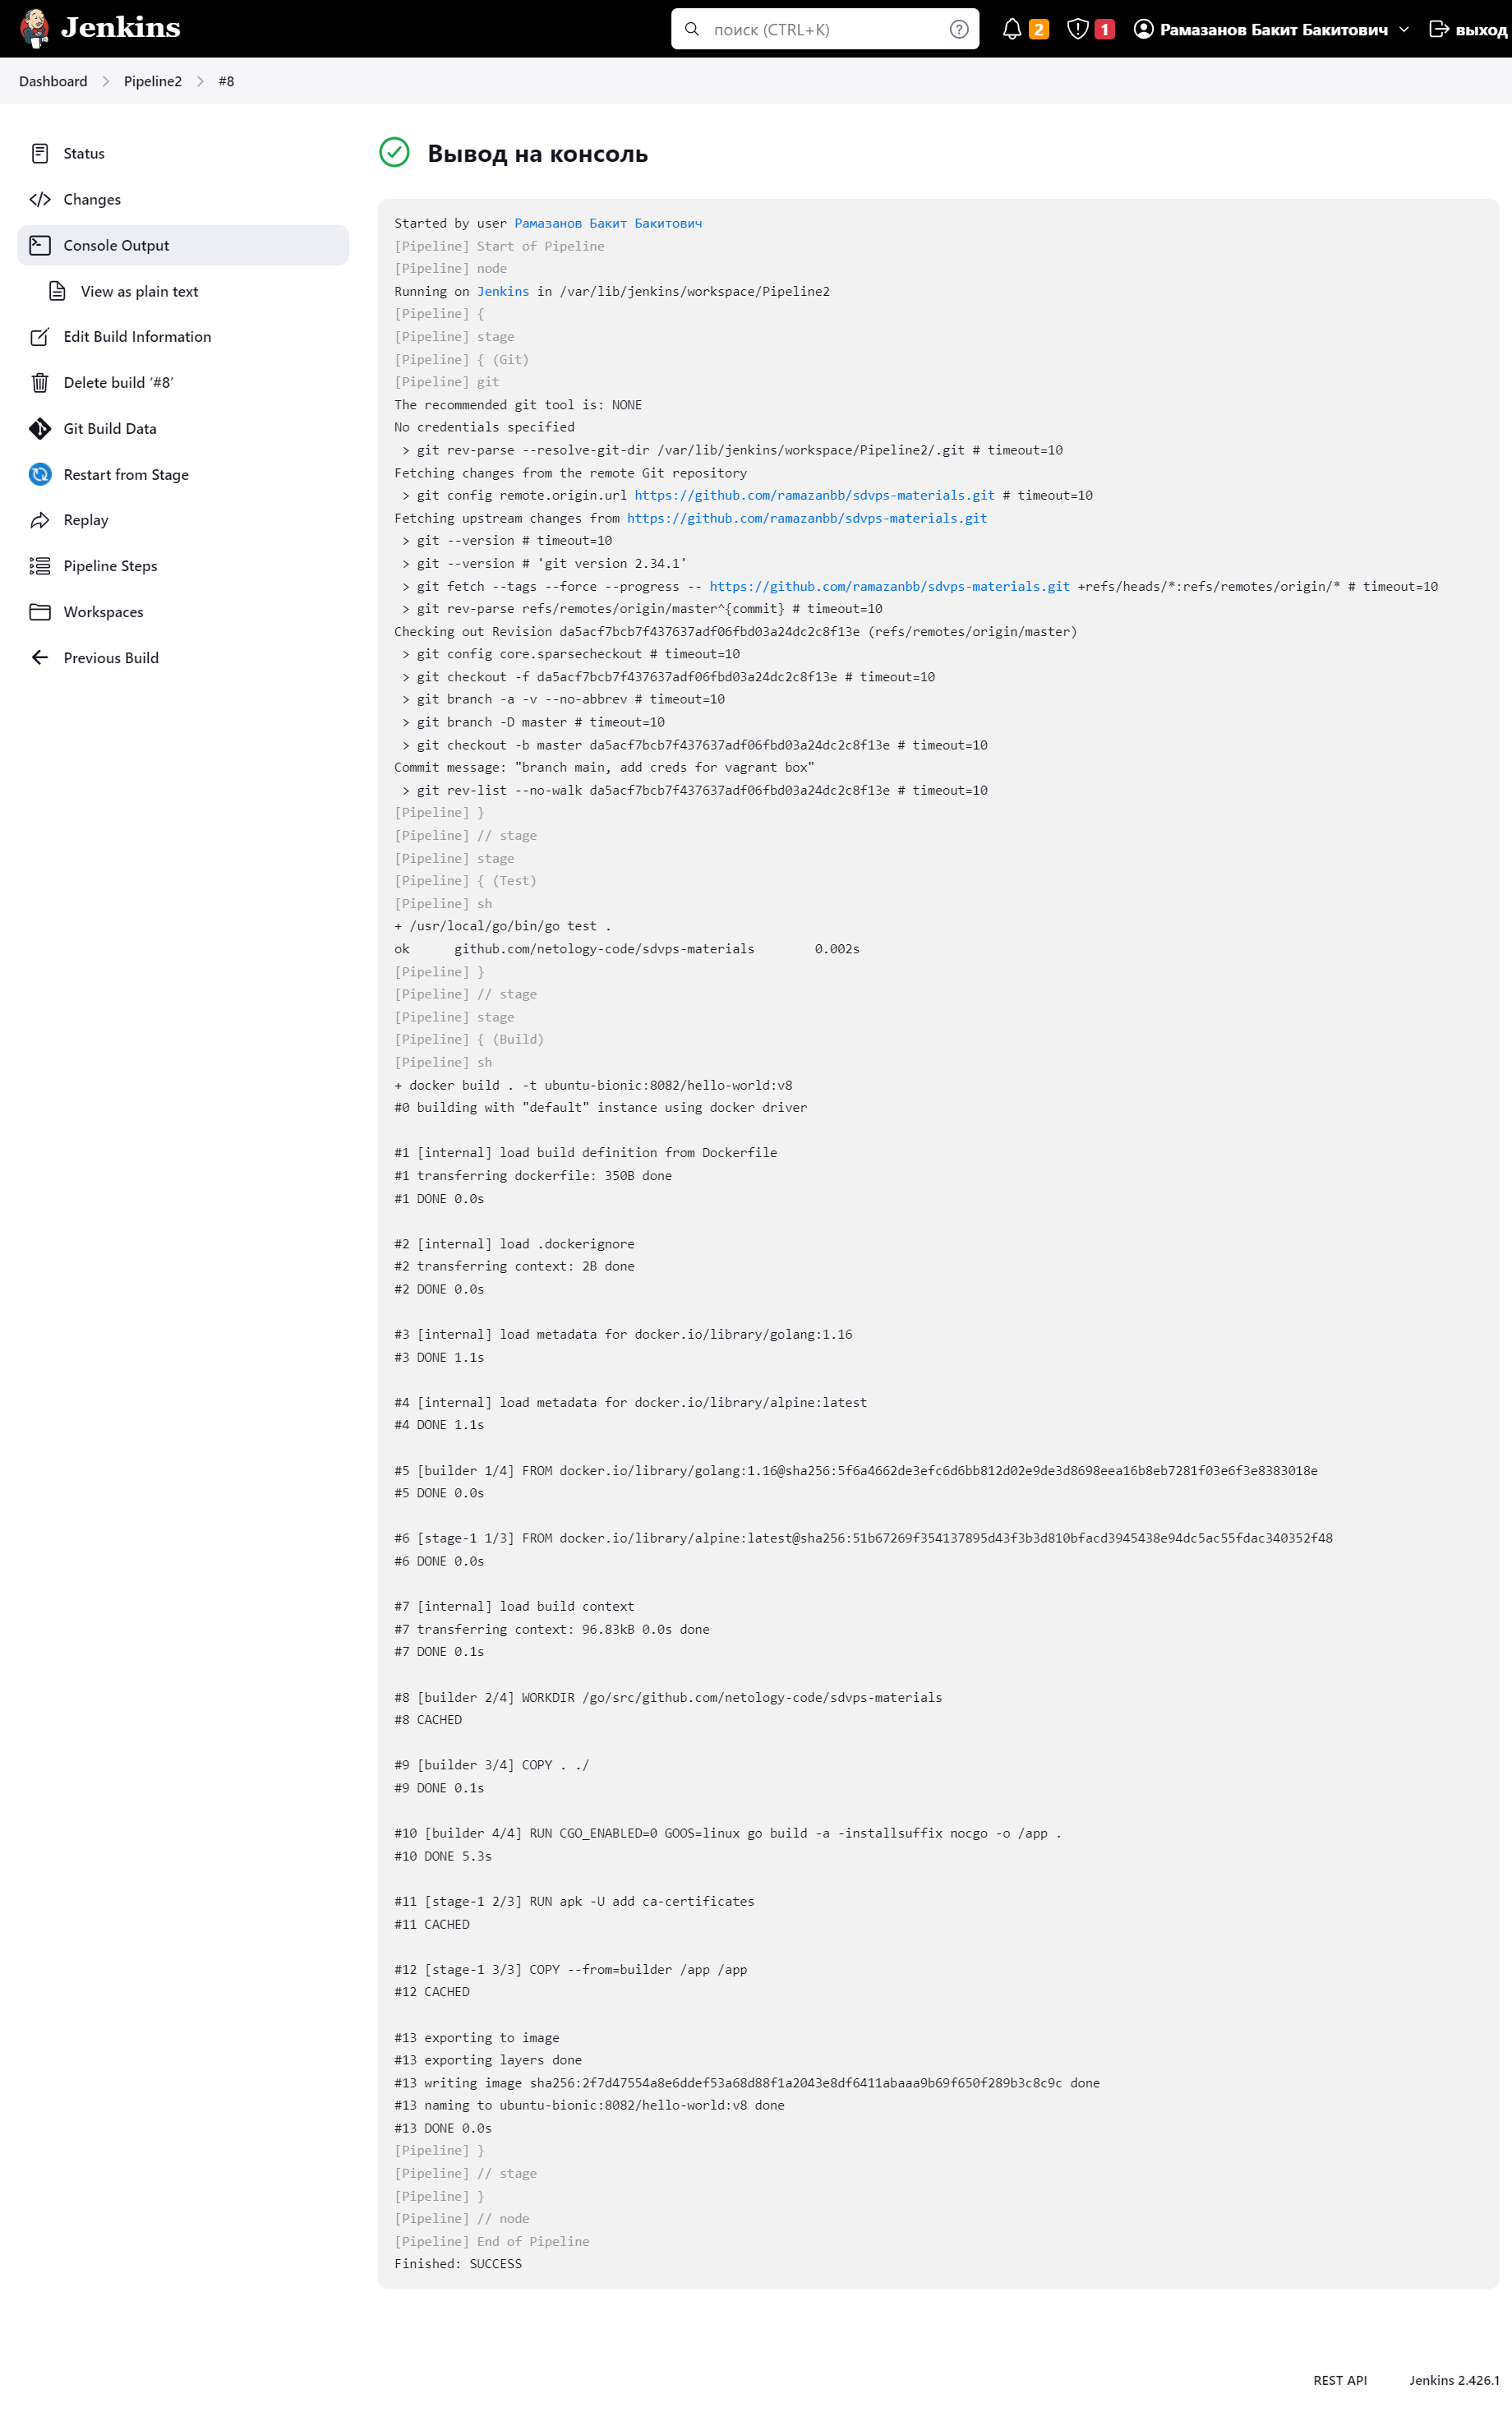 Jenkins
поиск (CTRL+K)
2
1
Рамазанов Бакит Бакитович
выход
Dashboard
Pipeline2
#8
Status
Changes
Console Output
View as plain text
Edit Build Information
Delete build ‘#8’
Git Build Data
Restart from Stage
Replay
Pipeline Steps
Workspaces
Previous Build
Вывод на консоль
Started by user Рамазанов Бакит Бакитович
[Pipeline] Start of Pipeline
[Pipeline] node
Running on Jenkins in /var/lib/jenkins/workspace/Pipeline2
[Pipeline] {
[Pipeline] stage
[Pipeline] { (Git)
[Pipeline] git
The recommended git tool is: NONE
No credentials specified
 > git rev-parse --resolve-git-dir /var/lib/jenkins/workspace/Pipeline2/.git # timeout=10
Fetching changes from the remote Git repository
 > git config remote.origin.url https://github.com/ramazanbb/sdvps-materials.git # timeout=10
Fetching upstream changes from https://github.com/ramazanbb/sdvps-materials.git
 > git --version # timeout=10
 > git --version # 'git version 2.34.1'
 > git fetch --tags --force --progress -- https://github.com/ramazanbb/sdvps-materials.git +refs/heads/*:refs/remotes/origin/* # timeout=10
 > git rev-parse refs/remotes/origin/master^{commit} # timeout=10
Checking out Revision da5acf7bcb7f437637adf06fbd03a24dc2c8f13e (refs/remotes/origin/master)
 > git config core.sparsecheckout # timeout=10
 > git checkout -f da5acf7bcb7f437637adf06fbd03a24dc2c8f13e # timeout=10
 > git branch -a -v --no-abbrev # timeout=10
 > git branch -D master # timeout=10
 > git checkout -b master da5acf7bcb7f437637adf06fbd03a24dc2c8f13e # timeout=10
Commit message: "branch main, add creds for vagrant box"
 > git rev-list --no-walk da5acf7bcb7f437637adf06fbd03a24dc2c8f13e # timeout=10
[Pipeline] }
[Pipeline] // stage
[Pipeline] stage
[Pipeline] { (Test)
[Pipeline] sh
+ /usr/local/go/bin/go test .
ok      github.com/netology-code/sdvps-materials        0.002s
[Pipeline] }
[Pipeline] // stage
[Pipeline] stage
[Pipeline] { (Build)
[Pipeline] sh
+ docker build . -t ubuntu-bionic:8082/hello-world:v8
#0 building with "default" instance using docker driver
#1 [internal] load build definition from Dockerfile
#1 transferring dockerfile: 350B done
#1 DONE 0.0s
#2 [internal] load .dockerignore
#2 transferring context: 2B done
#2 DONE 0.0s
#3 [internal] load metadata for docker.io/library/golang:1.16
#3 DONE 1.1s
#4 [internal] load metadata for docker.io/library/alpine:latest
#4 DONE 1.1s
#5 [builder 1/4] FROM docker.io/library/golang:1.16@sha256:5f6a4662de3efc6d6bb812d02e9de3d8698eea16b8eb7281f03e6f3e8383018e
#5 DONE 0.0s
#6 [stage-1 1/3] FROM docker.io/library/alpine:latest@sha256:51b67269f354137895d43f3b3d810bfacd3945438e94dc5ac55fdac340352f48
#6 DONE 0.0s
#7 [internal] load build context
#7 transferring context: 96.83kB 0.0s done
#7 DONE 0.1s
#8 [builder 2/4] WORKDIR /go/src/github.com/netology-code/sdvps-materials
#8 CACHED
#9 [builder 3/4] COPY . ./
#9 DONE 0.1s
#10 [builder 4/4] RUN CGO_ENABLED=0 GOOS=linux go build -a -installsuffix nocgo -o /app .
#10 DONE 5.3s
#11 [stage-1 2/3] RUN apk -U add ca-certificates
#11 CACHED
#12 [stage-1 3/3] COPY --from=builder /app /app
#12 CACHED
#13 exporting to image
#13 exporting layers done
#13 writing image sha256:2f7d47554a8e6ddef53a68d88f1a2043e8df6411abaaa9b69f650f289b3c8c9c done
#13 naming to ubuntu-bionic:8082/hello-world:v8 done
#13 DONE 0.0s
[Pipeline] }
[Pipeline] // stage
[Pipeline] }
[Pipeline] // node
[Pipeline] End of Pipeline
Finished: SUCCESS
REST API
Jenkins 2.426.1